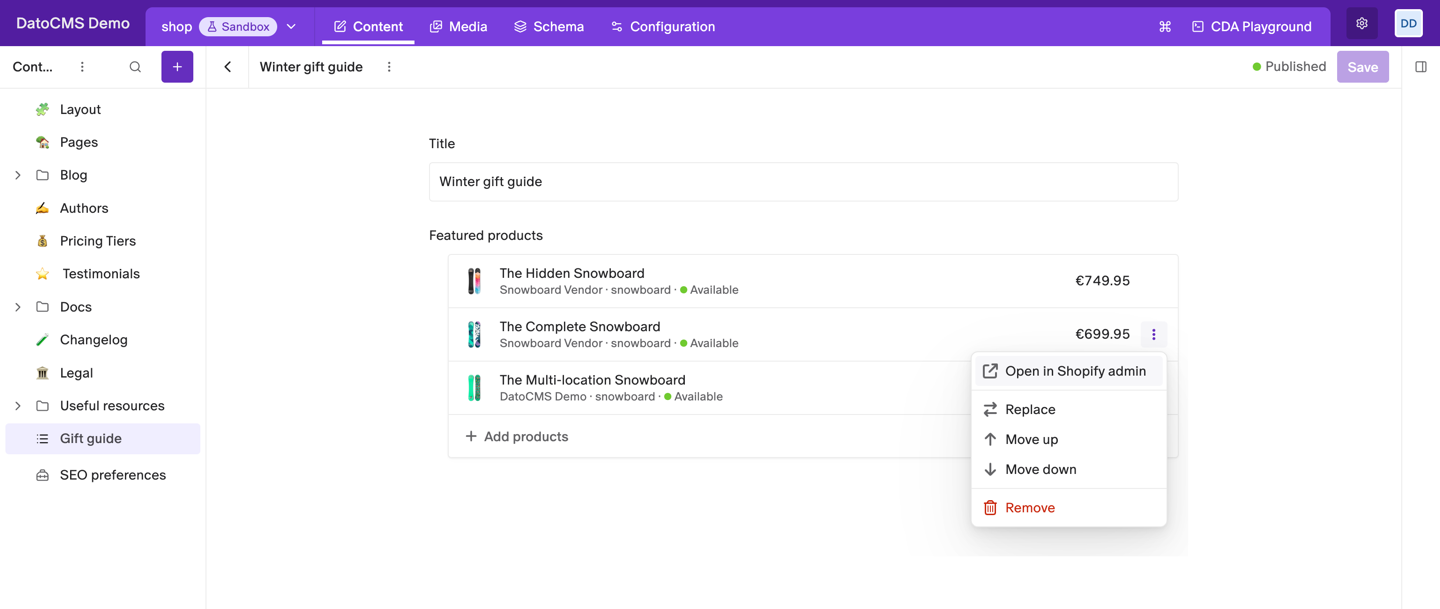 DatoCMS Demo shop Sandbox Content Media Schema Configuration CDA Playground DD
Cont... Winter gift guide Published Save
Layout
Pages
Blog
Authors
Pricing Tiers
Testimonials
Docs
Changelog
Legal
Useful resources
Gift guide
SEO preferences
Title
Winter gift guide
Featured products
The Hidden Snowboard
Snowboard Vendor · snowboard · Available
€749.95
The Complete Snowboard
Snowboard Vendor · snowboard · Available
€699.95
The Multi-location Snowboard
DatoCMS Demo · snowboard · Available
Add products
Open in Shopify admin
Replace
Move up
Move down
Remove